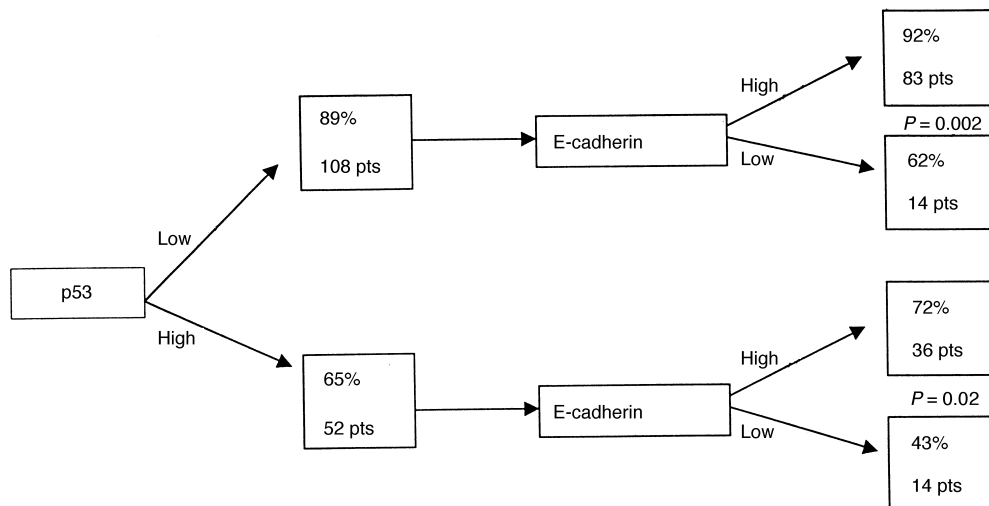 p53
Low
High
89%
108 pts
65%
52 pts
E-cadherin
High
Low
E-cadherin
High
Low
92%
83 pts
P = 0.002
62%
14 pts
72%
36 pts
P = 0.02
43%
14 pts